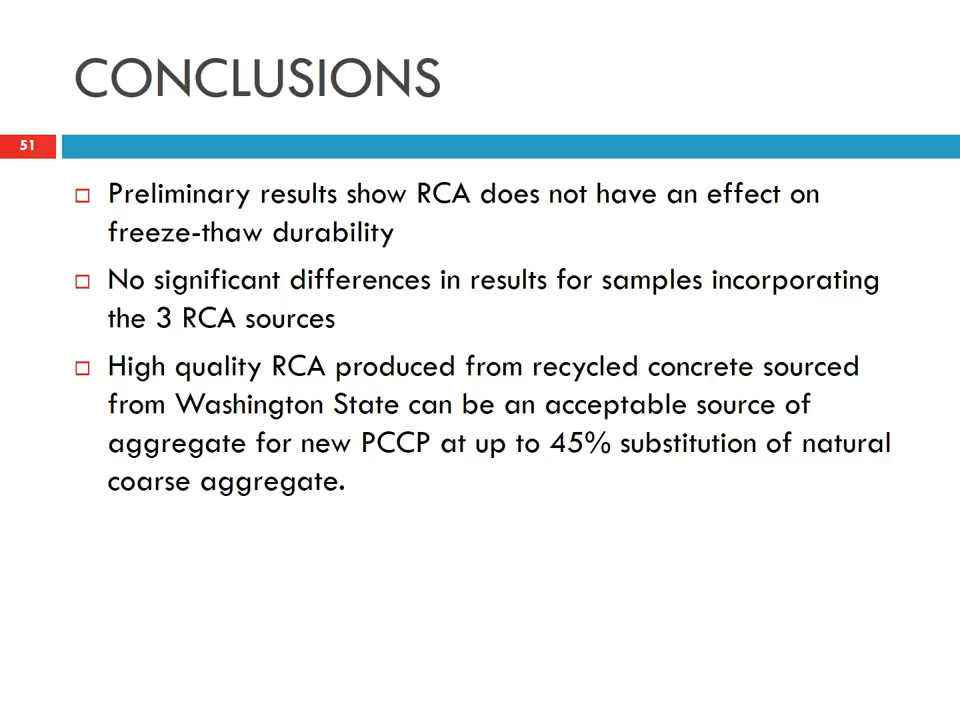 CONCLUSIONS
51
Preliminary results show RCA does not have an effect on
freeze-thaw durability
No significant differences in results for samples incorporating
the 3 RCA sources
High quality RCA produced from recycled concrete sourced
from Washington State can be an acceptable source of
aggregate for new PCCP at up to 45% substitution of natural
coarse aggregate.